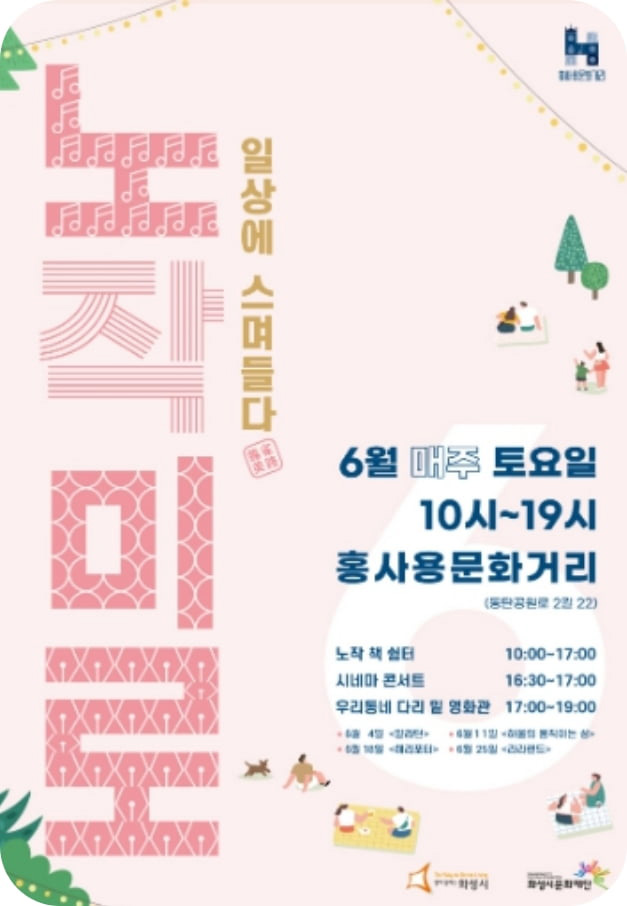 노작미로
일상에 스며들다
6월 매주 토요일
10시~19시
홍사용문화거리
(동탄공원로 2길 22)
노작 책 쉼터 10:00~17:00
시네마 콘서트 16:30~17:00
우리동네 다리 밑 영화관 17:00~19:00
6월 4일 <알라딘> 6월 11일 <하울의 움직이는 성>
6월 18일 <해리포터> 6월 25일 <라라랜드>
화성시
화성시문화재단